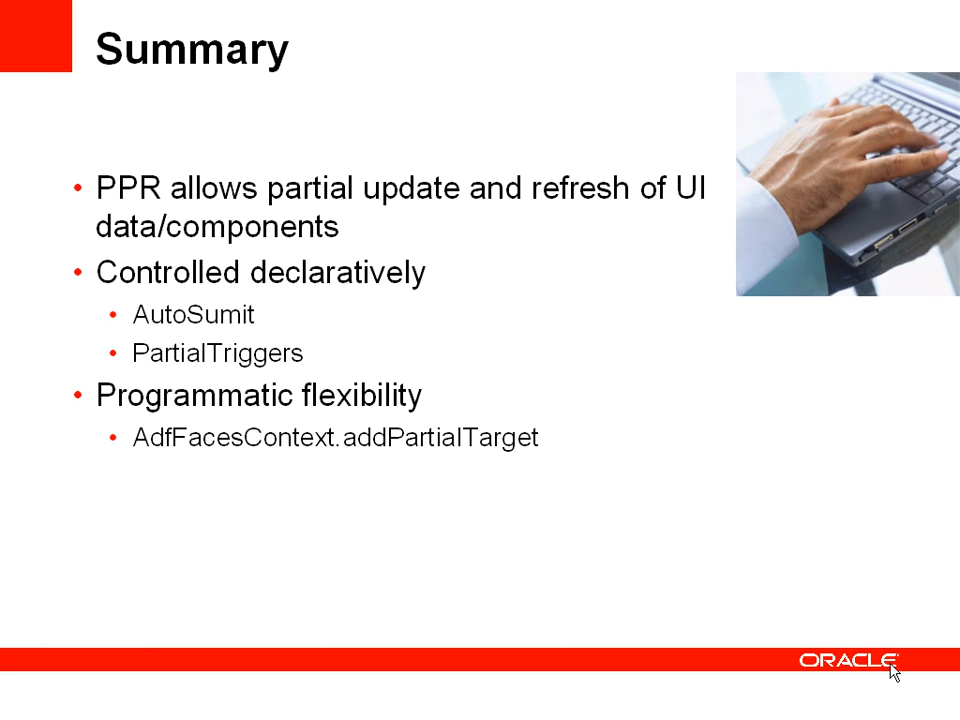 Summary
• PPR allows partial update and refresh of UI
data/components
• Controlled declaratively
• AutoSumit
• PartialTriggers
• Programmatic flexibility
• AdfFacesContext.addPartialTarget
ORACLE